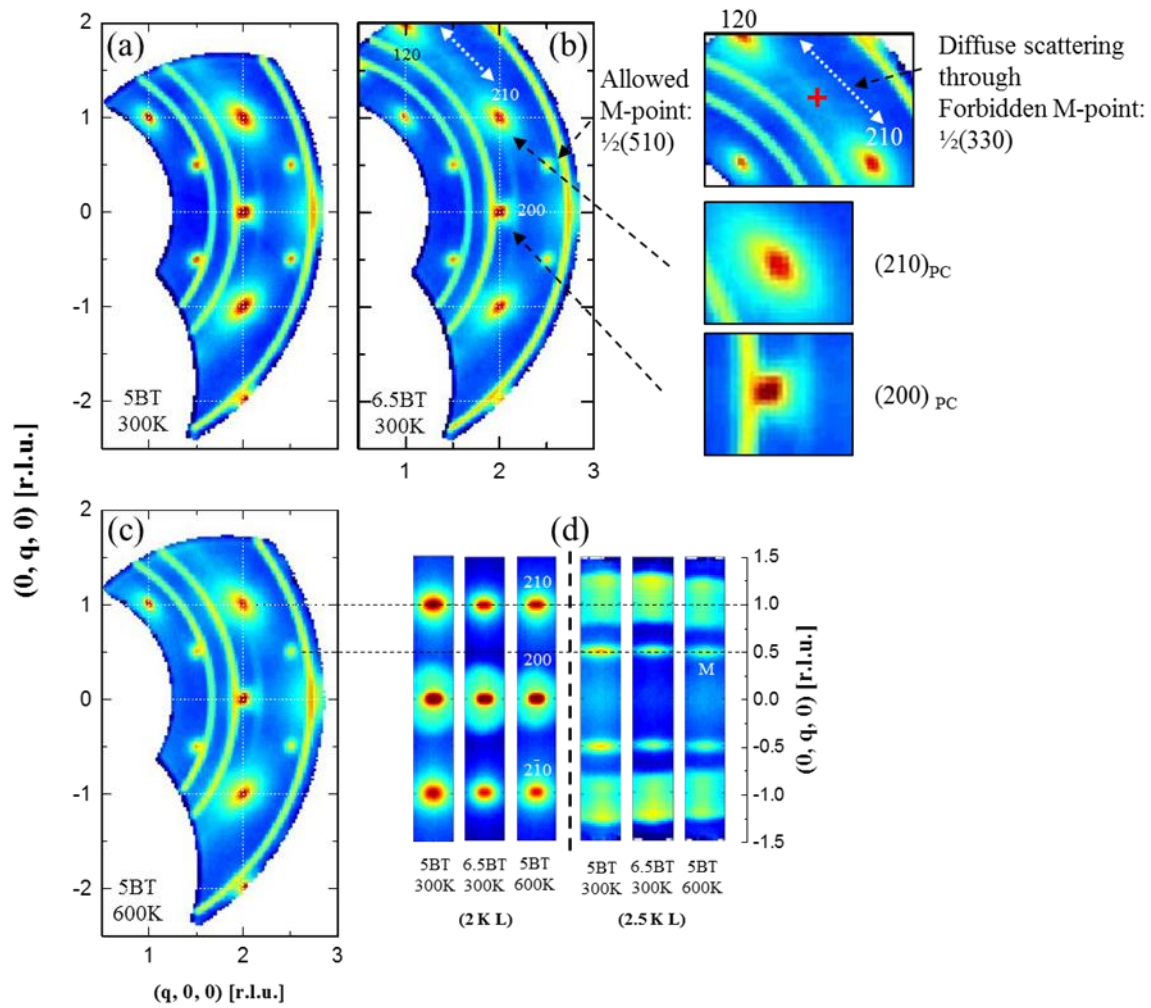 (a)
2
1
0
-1
-2
5BT
300K
(b)
120
210
200
6.5BT
300K
1
2
3
Allowed
M-point:
½(510)
120
210
Diffuse scattering
through
Forbidden M-point:
½(330)
(210)PC
(200) PC
(0, q, 0) [r.l.u.]
(c)
2
1
0
-1
-2
5BT
600K
1
2
3
(q, 0, 0) [r.l.u.]
(d)
210
200
21̄0
M
1.5
1.0
0.5
0.0
-0.5
-1.0
-1.5
(0, q, 0) [r.l.u.]
5BT 6.5BT 5BT
300K 300K 600K
(2 K L)
5BT 6.5BT 5BT
300K 300K 600K
(2.5 K L)